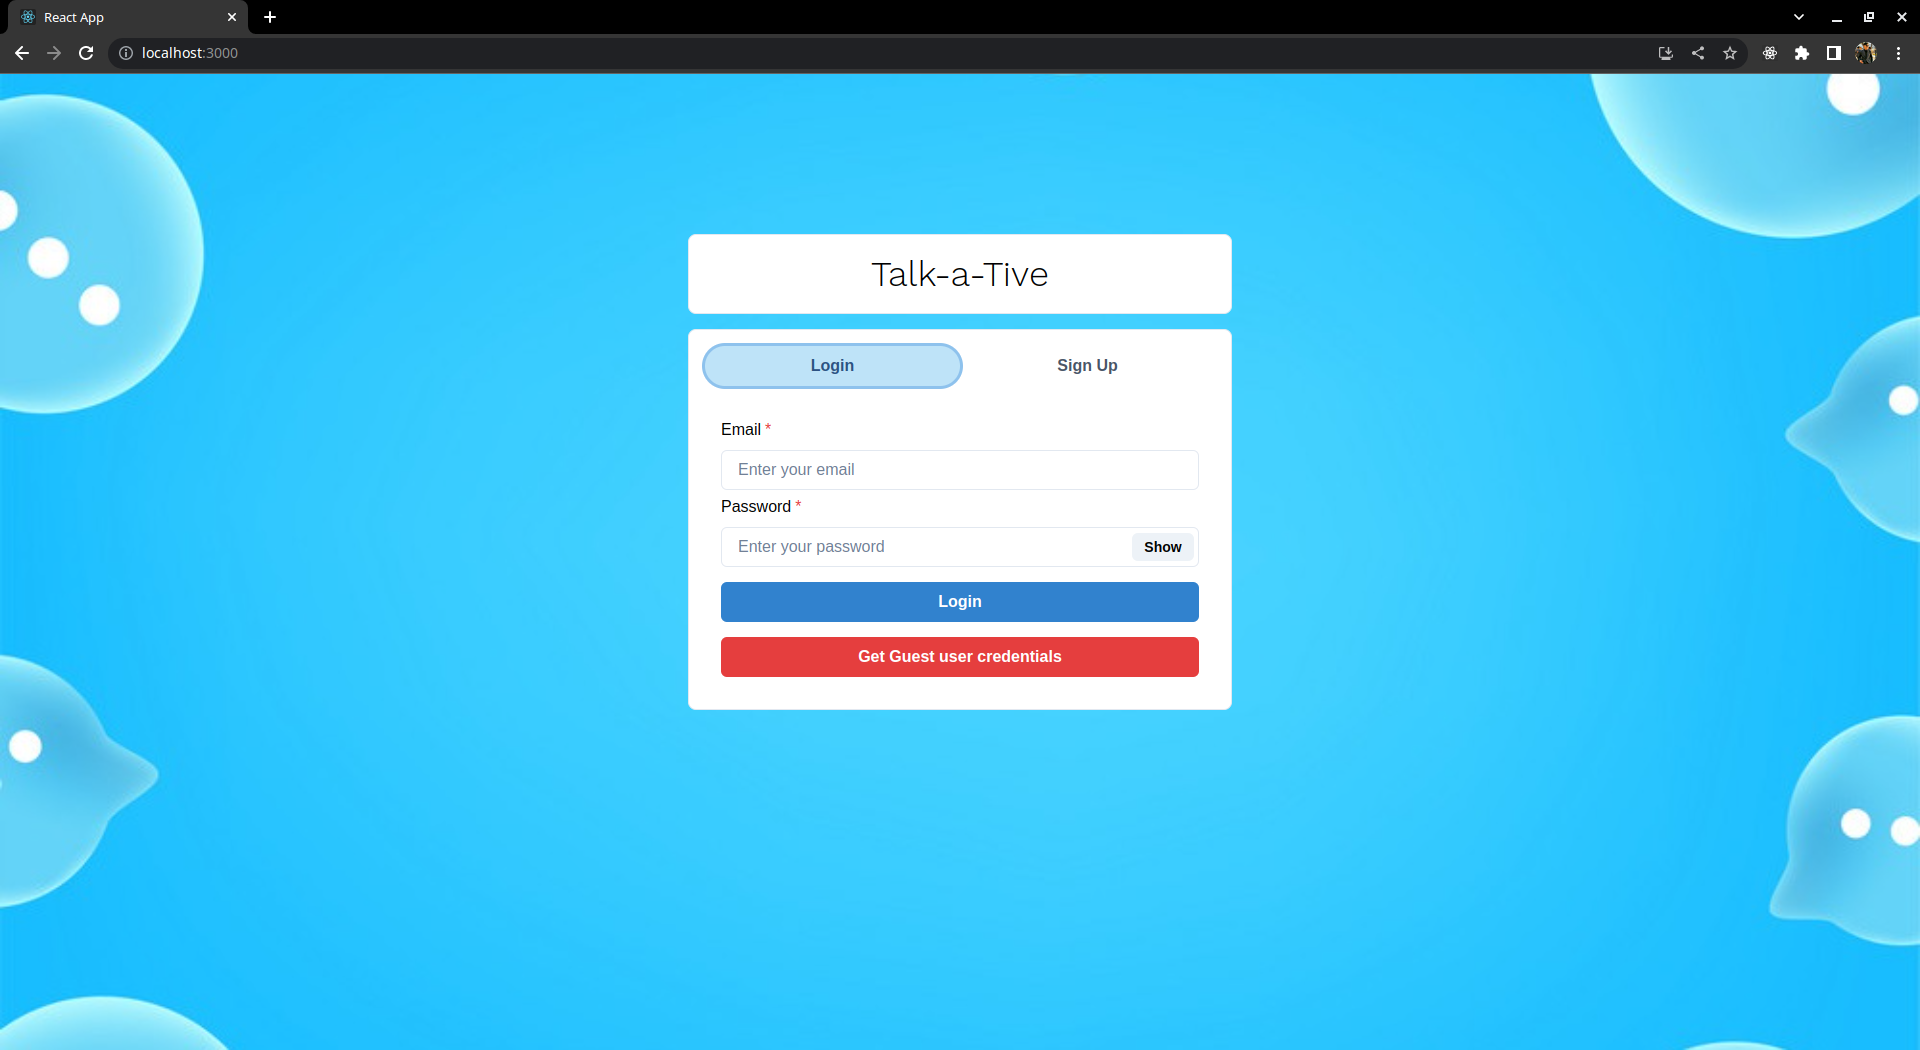 React App
localhost:3000
Talk-a-Tive
Login Sign Up
Email *
Enter your email
Password *
Enter your password Show
Login
Get Guest user credentials